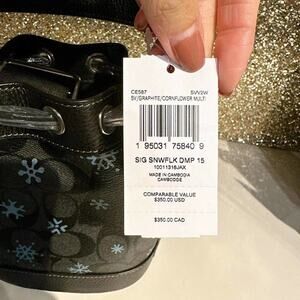 CE587 SVV2W
SV/GRAPHITE/CORNFLOWER MULTI
1 95031 75840 9
SIG SNWFLK DMP 15
10011316JAX
MADE IN CAMBODIA
CAMBODGE
COMPARABLE VALUE
$350.00 USD
$350.00 CAD